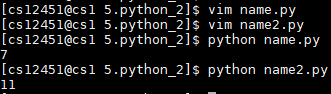 [cs12451@cs1 5.python_2]$ vim name.py
[cs12451@cs1 5.python_2]$ vim name2.py
[cs12451@cs1 5.python_2]$ python name.py
7
[cs12451@cs1 5.python_2]$ python name2.py
11